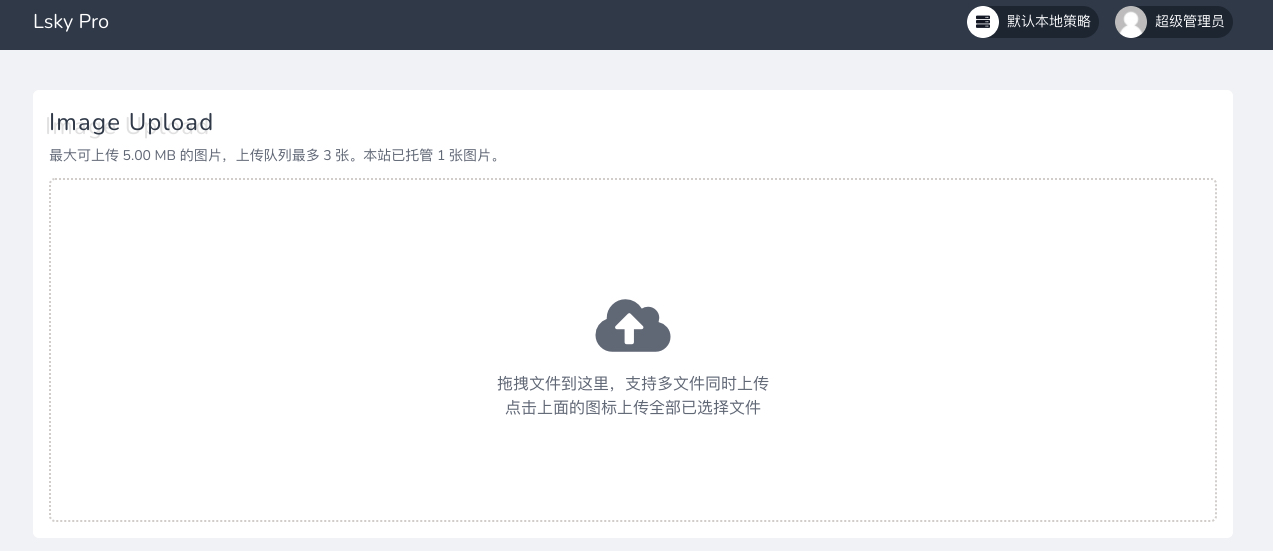 Lsky Pro
默认本地策略
超级管理员
Image Upload
最大可上传 5.00 MB 的图片，上传队列最多 3 张。本站已托管 1 张图片。
拖拽文件到这里，支持多文件同时上传
点击上面的图标上传全部已选择文件